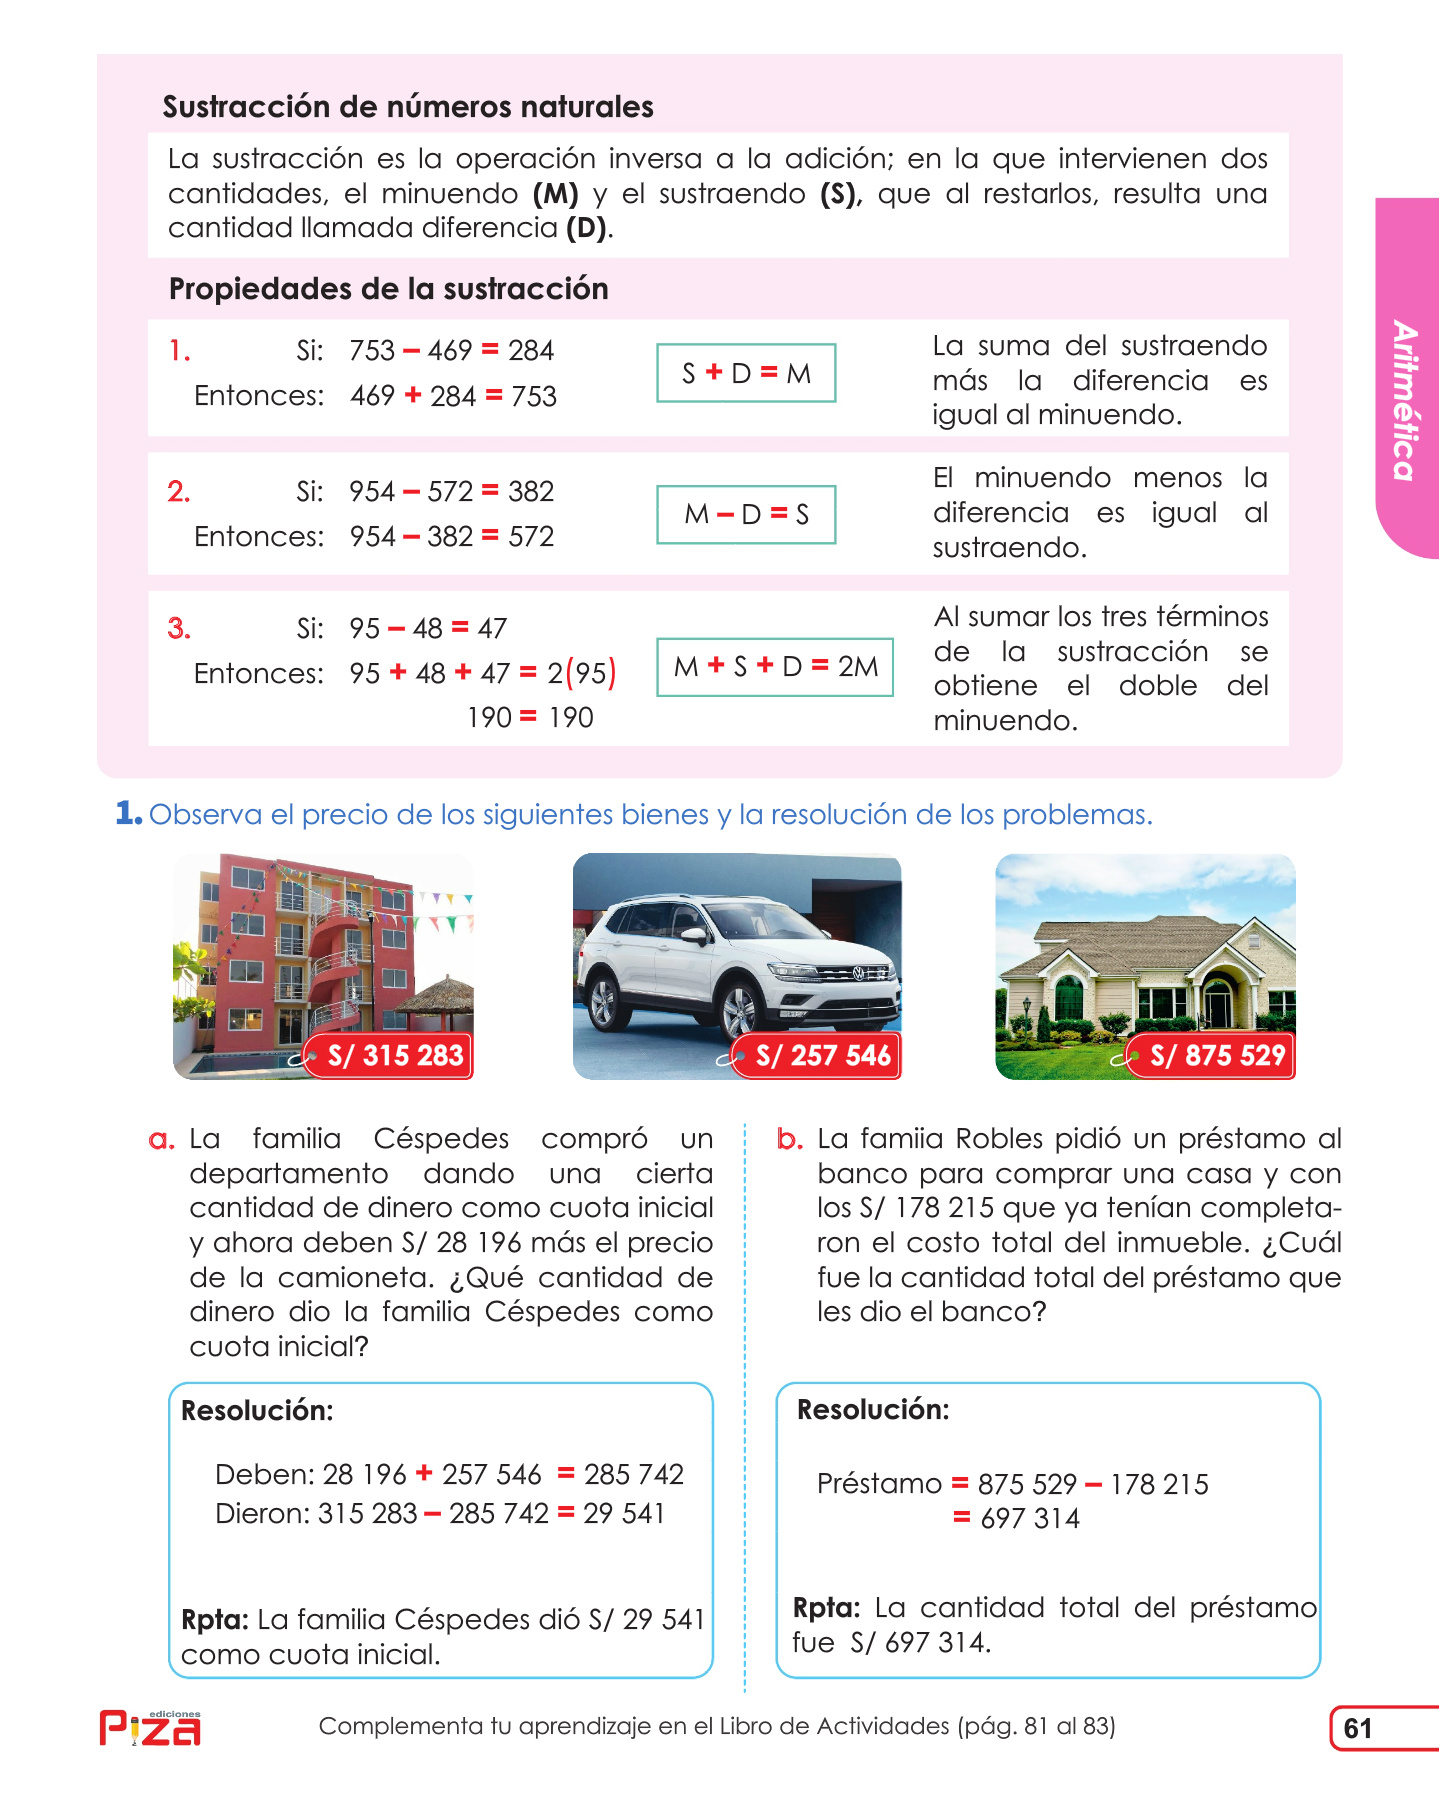 Sustracción de números naturales
La sustracción es la operación inversa a la adición; en la que intervienen dos
cantidades, el minuendo (M) y el sustraendo (S), que al restarlos, resulta una
cantidad llamada diferencia (D).
Propiedades de la sustracción
1. Si: 753 – 469 = 284
Entonces: 469 + 284 = 753
S + D = M
La suma del sustraendo
más la diferencia es
igual al minuendo.
2. Si: 954 – 572 = 382
Entonces: 954 – 382 = 572
M – D = S
El minuendo menos la
diferencia es igual al
sustraendo.
3. Si: 95 – 48 = 47
Entonces: 95 + 48 + 47 = 2(95)
190 = 190
M + S + D = 2M
Al sumar los tres términos
de la sustracción se
obtiene el doble del
minuendo.
Aritmética
1. Observa el precio de los siguientes bienes y la resolución de los problemas.
S/ 315 283
S/ 257 546
S/ 875 529
a. La familia Céspedes compró un
departamento dando una cierta
cantidad de dinero como cuota inicial
y ahora deben S/ 28 196 más el precio
de la camioneta. ¿Qué cantidad de
dinero dio la familia Céspedes como
cuota inicial?
Resolución:
Deben: 28 196 + 257 546 = 285 742
Dieron: 315 283 – 285 742 = 29 541
Rpta: La familia Céspedes dió S/ 29 541
como cuota inicial.
b. La famiia Robles pidió un préstamo al
banco para comprar una casa y con
los S/ 178 215 que ya tenían completa-
ron el costo total del inmueble. ¿Cuál
fue la cantidad total del préstamo que
les dio el banco?
Resolución:
Préstamo = 875 529 – 178 215
= 697 314
Rpta: La cantidad total del préstamo
fue S/ 697 314.
ediciones
Piza
Complementa tu aprendizaje en el Libro de Actividades (pág. 81 al 83)
61